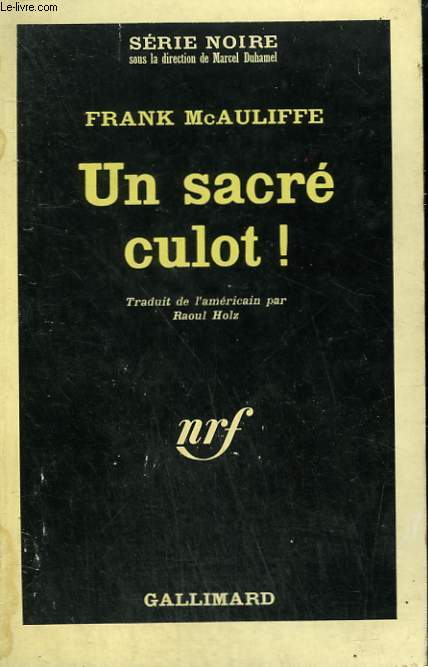 Le-livre.com
SÉRIE NOIRE
sous la direction de Marcel Duhamel
FRANK McAULIFFE
Un sacré
culot !
Traduit de l'américain par
Raoul Holz
nrf
GALLIMARD